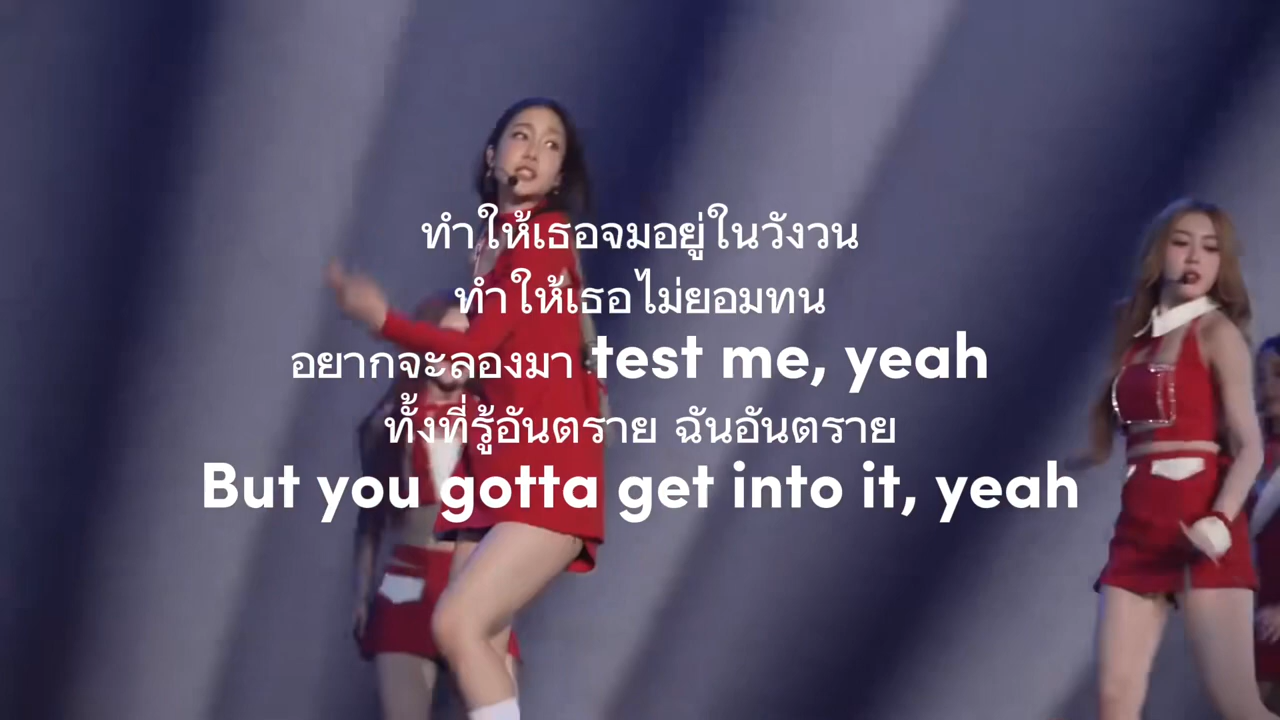 ทำให้เธอจมอยู่ในวังวน
ทำให้เธอไม่ยอมทน
อยากจะลองมา test me, yeah
ทั้งที่รู้อันตราย ฉันอันตราย
But you gotta get into it, yeah